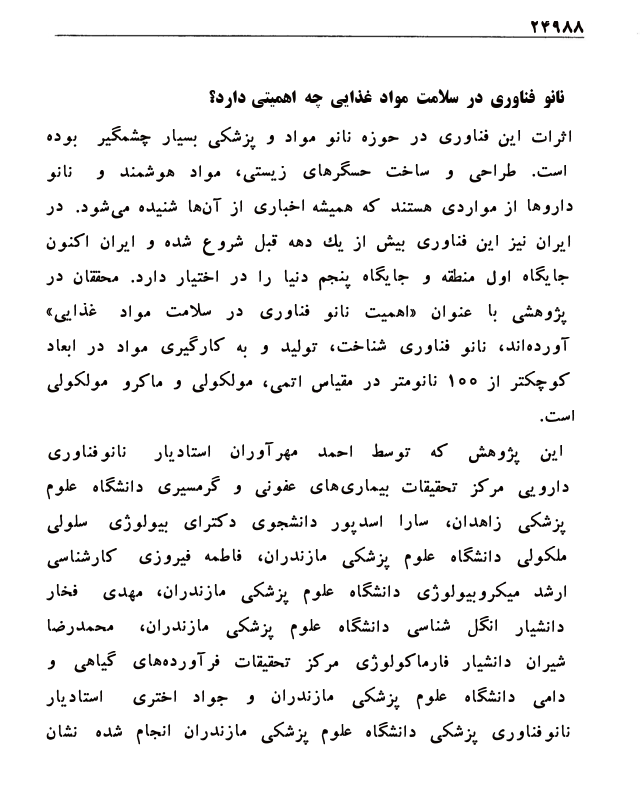 ۲۴۹۸۸
نانو فناوری در سلامت مواد غذایی چه اهمیتی دارد؟
اثرات این فناوری در حوزه نانو مواد و پزشکی بسیار چشمگیر بوده
است. طراحی و ساخت حسگرهای زیستی، مواد هوشمند و نانو
داروها از مواردی هستند که همیشه اخباری از آن‌ها شنیده می‌شود. در
ایران نیز این فناوری بیش از یك دهه قبل شروع شده و ایران اکنون
جایگاه اول منطقه و جایگاه پنجم دنیا را در اختیار دارد. محققان در
پژوهشی با عنوان «اهمیت نانو فناوری در سلامت مواد غذایی»
آورده‌اند، نانو فناوری شناخت، تولید و به کارگیری مواد در ابعاد
کوچکتر از ۱۰۰ نانومتر در مقیاس اتمی، مولکولی و ماکرو مولکولی
است.
این پژوهش که توسط احمد مهرآوران استادیار نانوفناوری
دارویی مرکز تحقیقات بیماری‌های عفونی و گرمسیری دانشگاه علوم
پزشکی زاهدان، سارا اسدپور دانشجوی دکترای بیولوژی سلولی
ملکولی دانشگاه علوم پزشکی مازندران، فاطمه فیروزی کارشناسی
ارشد میکروبیولوژی دانشگاه علوم پزشکی مازندران، مهدی فخار
دانشیار انگل شناسی دانشگاه علوم پزشکی مازندران، محمدرضا
شیران دانشیار فارماکولوژی مرکز تحقیقات فرآورده‌های گیاهی و
دامی دانشگاه علوم پزشکی مازندران و جواد اختری استادیار
نانوفناوری پزشکی دانشگاه علوم پزشکی مازندران انجام شده نشان